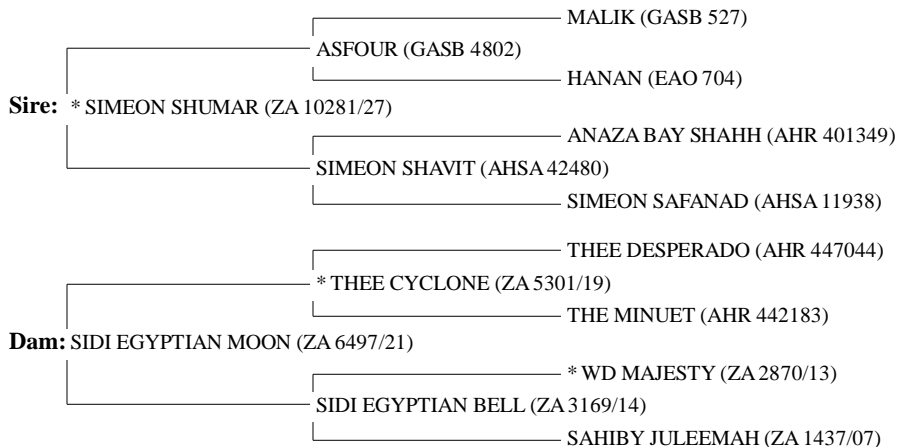 MALIK (GASB 527)
ASFOUR (GASB 4802)
HANAN (EAO 704)
Sire: * SIMEON SHUMAR (ZA 10281/27)
ANAZA BAY SHAHH (AHR 401349)
SIMEON SHAVIT (AHSA 42480)
SIMEON SAFANAD (AHSA 11938)
THEE DESPERADO (AHR 447044)
* THEE CYCLONE (ZA 5301/19)
THE MINUET (AHR 442183)
Dam: SIDI EGYPTIAN MOON (ZA 6497/21)
* WD MAJESTY (ZA 2870/13)
SIDI EGYPTIAN BELL (ZA 3169/14)
SAHIBY JULEEMAH (ZA 1437/07)